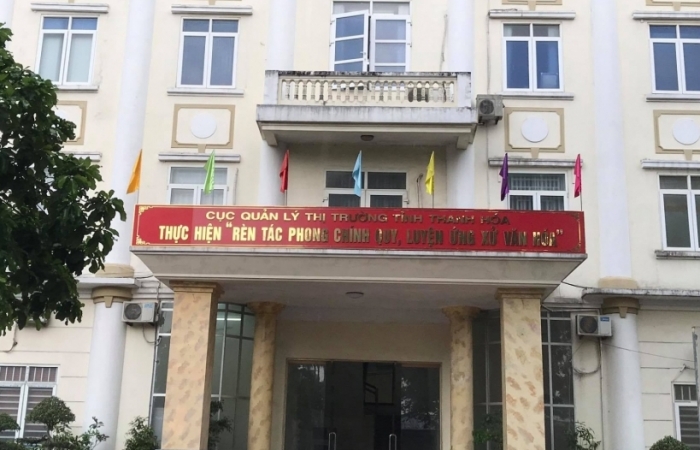 CỤC QUẢN LÝ THỊ TRƯỜNG TỈNH THANH HÓA
THỰC HIỆN "RÈN TÁC PHONG CHÍNH QUY, LUYỆN ỨNG XỬ VĂN HÓA"